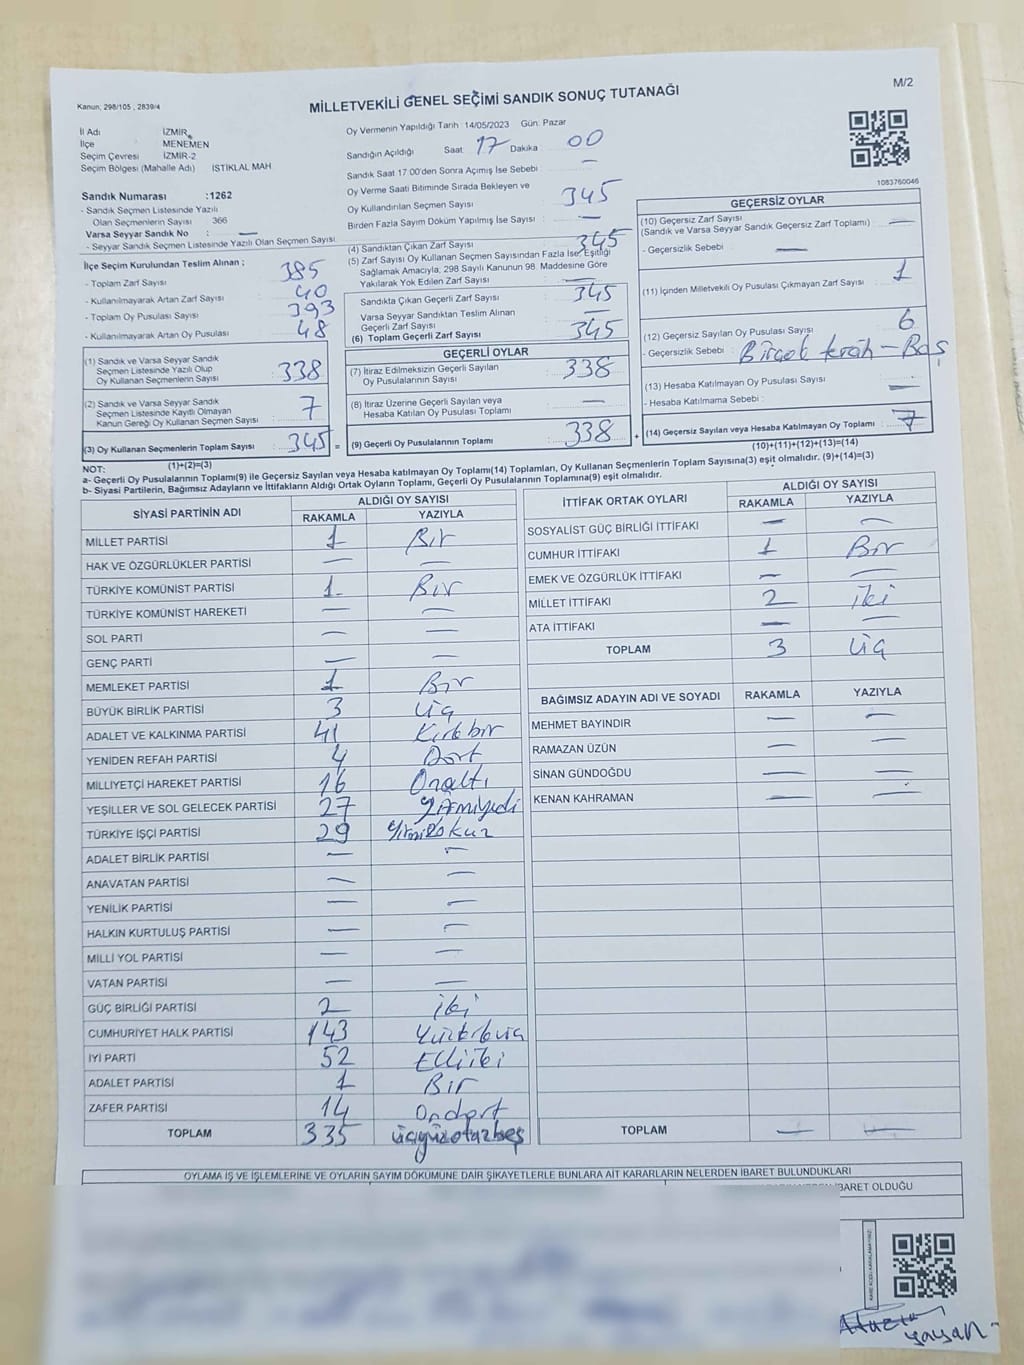 Kanun; 298/105 , 2839/4
MİLLETVEKİLİ GENEL SEÇİMİ SANDIK SONUÇ TUTANAĞI
M/2
İl Adı İZMİR
İlçe MENEMEN
Seçim Çevresi İZMİR-2
Seçim Bölgesi (Mahalle Adı) İSTİKLAL MAH
Sandık Numarası :1262
- Sandık Seçmen Listesinde Yazılı
Olan Seçmenlerin Sayısı 366
Varsa Seyyar Sandık No : —
- Seyyar Sandık Seçmen Listesinde Yazılı Olan Seçmen Sayısı
İlçe Seçim Kurulundan Teslim Alınan ;
- Toplam Zarf Sayısı 385
- Kullanılmayarak Artan Zarf Sayısı 40
- Toplam Oy Pusulası Sayısı 393
- Kullanılmayarak Artan Oy Pusulası 48
(1) Sandık ve Varsa Seyyar Sandık
Seçmen Listesinde Yazılı Olup
Oy Kullanan Seçmenlerin Sayısı 338
(2) Sandık ve Varsa Seyyar Sandık
Seçmen Listesinde Kayıtlı Olmayan
Kanun Gereği Oy Kullanan Seçmen Sayısı 7
(3) Oy Kullanan Seçmenlerin Toplam Sayısı 345 =
(1)+(2)=(3)
Oy Vermenin Yapıldığı Tarih 14/05/2023 Gün. Pazar
Sandığın Açıldığı Saat 17 Dakika 00
Sandık Saat 17:00'den Sonra Açımış İse Sebebi : —
Oy Verme Saati Bitiminde Sırada Bekleyen ve
Oy Kullandırılan Seçmen Sayısı : 345
Birden Fazla Sayım Döküm Yapılmış İse Sayısı : —
(4) Sandıktan Çıkan Zarf Sayısı 345
(5) Zarf Sayısı Oy Kullanan Seçmen Sayısından Fazla İse, Eşitliği
Sağlamak Amacıyla, 298 Sayılı Kanunun 98. Maddesine Göre
Yakılarak Yok Edilen Zarf Sayısı : —
Sandıkta Çıkan Geçerli Zarf Sayısı 345
Varsa Seyyar Sandıktan Teslim Alınan
Geçerli Zarf Sayısı : —
(6) Toplam Geçerli Zarf Sayısı 345
GEÇERLİ OYLAR
(7) İtiraz Edilmeksizin Geçerli Sayılan
Oy Pusulalarının Sayısı 338
(8) İtiraz Üzerine Geçerli Sayılan veya
Hesaba Katılan Oy Pusulası Toplamı —
(9) Geçerli Oy Pusulalarının Toplamı 338 +
1083760046
GEÇERSİZ OYLAR
(10) Geçersiz Zarf Sayısı
(Sandık ve Varsa Seyyar Sandık Geçersiz Zarf Toplamı) —
- Geçersizlik Sebebi : —
(11) İçinden Milletvekili Oy Pusulası Çıkmayan Zarf Sayısı 1
(12) Geçersiz Sayılan Oy Pusulası Sayısı 6
- Geçersizlik Sebebi : Birçok tercih - Boş
(13) Hesaba Katılmayan Oy Pusulası Sayısı —
- Hesaba Katılmama Sebebi :
(14) Geçersiz Sayılan veya Hesaba Katılmayan Oy Toplamı 7
(10)+(11)+(12)+(13)=(14)
NOT:
a- Geçerli Oy Pusulalarının Toplamı(9) ile Geçersiz Sayılan veya Hesaba katılmayan Oy Toplamı(14) Toplamları, Oy Kullanan Seçmenlerin Toplam Sayısına(3) eşit olmalıdır. (9)+(14)=(3)
b- Siyasi Partilerin, Bağımsız Adayların ve İttifakların Aldığı Ortak Oyların Toplamı, Geçerli Oy Pusulalarının Toplamına(9) eşit olmalıdır.
SİYASİ PARTİNİN ADI ALDIĞI OY SAYISI
RAKAMLA YAZIYLA
MİLLET PARTİSİ 1 Bir
HAK VE ÖZGÜRLÜKLER PARTİSİ — —
TÜRKİYE KOMÜNİST PARTİSİ 1 Bir
TÜRKİYE KOMÜNİST HAREKETİ — —
SOL PARTİ — —
GENÇ PARTİ — —
MEMLEKET PARTİSİ 1 Bir
BÜYÜK BİRLİK PARTİSİ 3 Üç
ADALET VE KALKINMA PARTİSİ 41 Kırkbir
YENİDEN REFAH PARTİSİ 4 Dört
MİLLİYETÇİ HAREKET PARTİSİ 16 Onaltı
YEŞİLLER VE SOL GELECEK PARTİSİ 27 Yirmiyedi
TÜRKİYE İŞÇİ PARTİSİ 29 Yirmidokuz
ADALET BİRLİK PARTİSİ — —
ANAVATAN PARTİSİ — —
YENİLİK PARTİSİ — —
HALKIN KURTULUŞ PARTİSİ — —
MİLLİ YOL PARTİSİ — —
VATAN PARTİSİ — —
GÜÇ BİRLİĞİ PARTİSİ 2 iki
CUMHURİYET HALK PARTİSİ 143 Yüzkırküç
İYİ PARTİ 52 Elliiki
ADALET PARTİSİ 1 Bir
ZAFER PARTİSİ 14 Ondört
TOPLAM 335 üçyüzotuzbeş
İTTİFAK ORTAK OYLARI ALDIĞI OY SAYISI
RAKAMLA YAZIYLA
SOSYALİST GÜÇ BİRLİĞİ İTTİFAKI — —
CUMHUR İTTİFAKI 1 Bir
EMEK VE ÖZGÜRLÜK İTTİFAKI — —
MİLLET İTTİFAKI 2 iki
ATA İTTİFAKI — —
TOPLAM 3 üç
BAĞIMSIZ ADAYIN ADI VE SOYADI RAKAMLA YAZIYLA
MEHMET BAYINDIR — —
RAMAZAN ÜZÜN — —
SİNAN GÜNDOĞDU — —
KENAN KAHRAMAN — —
TOPLAM — —
OYLAMA İŞ VE İŞLEMLERİNE VE OYLARIN SAYIM DÖKÜMÜNE DAİR ŞİKAYETLERLE BUNLARA AİT KARARLARIN NELERDEN İBARET BULUNDUKLARI
İBARET OLDUĞU